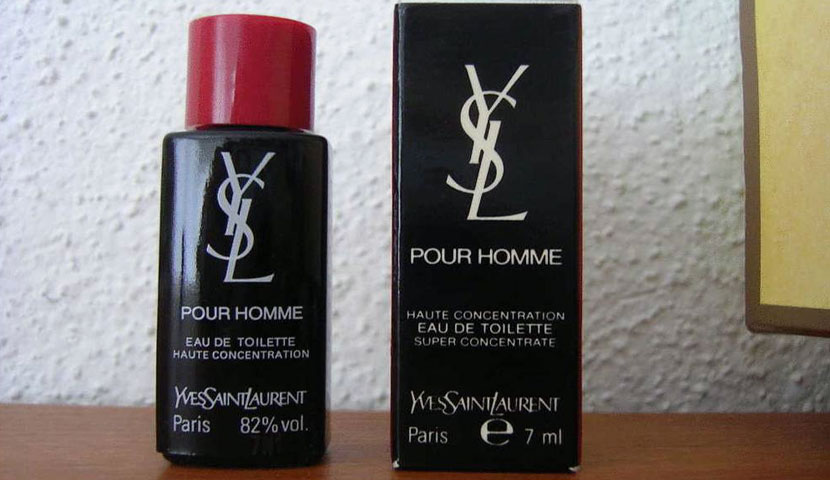 YSL
POUR HOMME
EAU DE TOILETTE
HAUTE CONCENTRATION
YVESSAINTLAURENT
Paris 82% vol.
YSL
POUR HOMME
HAUTE CONCENTRATION
EAU DE TOILETTE
SUPER CONCENTRATE
YVESSAINTLAURENT
Paris e 7 ml